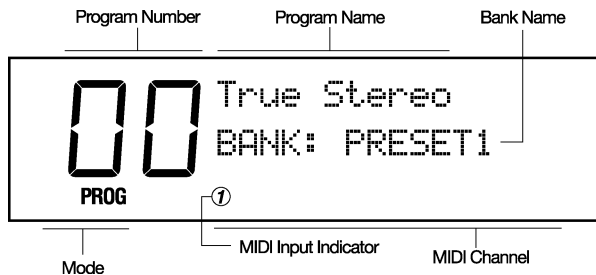 Program Number Program Name Bank Name
00 True Stereo
BANK: PRESET1
PROG 1
MIDI Input Indicator MIDI Channel
Mode